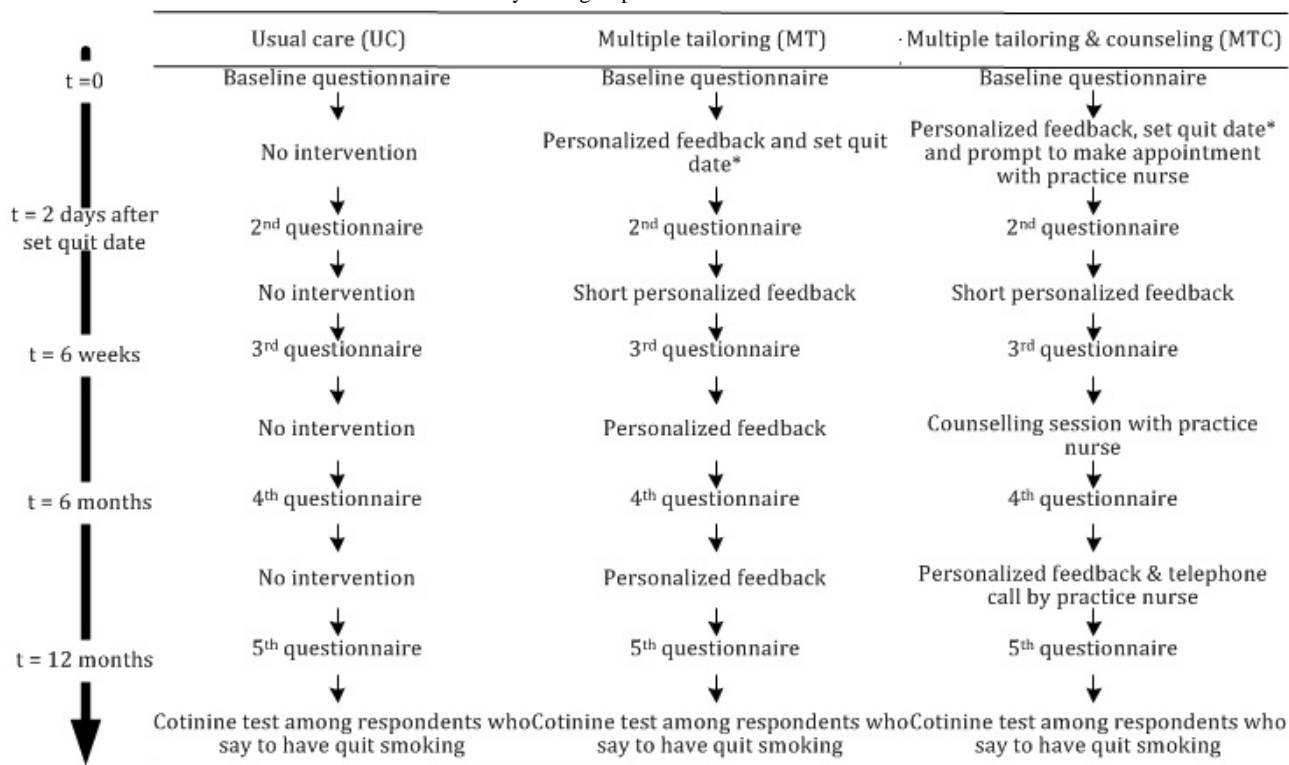 Usual care (UC) Multiple tailoring (MT) Multiple tailoring & counseling (MTC)
t =0
Baseline questionnaire Baseline questionnaire Baseline questionnaire
No intervention
Personalized feedback and set quit
date*
Personalized feedback, set quit date*
and prompt to make appointment
with practice nurse
t = 2 days after
set quit date
2nd questionnaire 2nd questionnaire 2nd questionnaire
No intervention Short personalized feedback Short personalized feedback
t = 6 weeks
3rd questionnaire 3rd questionnaire 3rd questionnaire
No intervention Personalized feedback
Counselling session with practice
nurse
t = 6 months
4th questionnaire 4th questionnaire 4th questionnaire
No intervention Personalized feedback
Personalized feedback & telephone
call by practice nurse
t = 12 months
5th questionnaire 5th questionnaire 5th questionnaire
Cotinine test among respondents who
say to have quit smoking
Cotinine test among respondents who
say to have quit smoking
Cotinine test among respondents who
say to have quit smoking